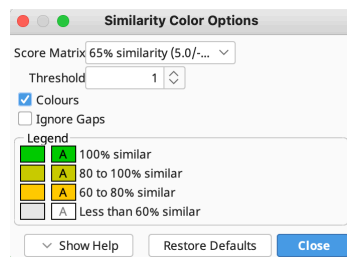 Similarity Color Options
Score Matrix 65% similarity (5.0/-...
Threshold 1
Colours
Ignore Gaps
Legend
A 100% similar
A 80 to 100% similar
A 60 to 80% similar
A Less than 60% similar
Show Help Restore Defaults Close